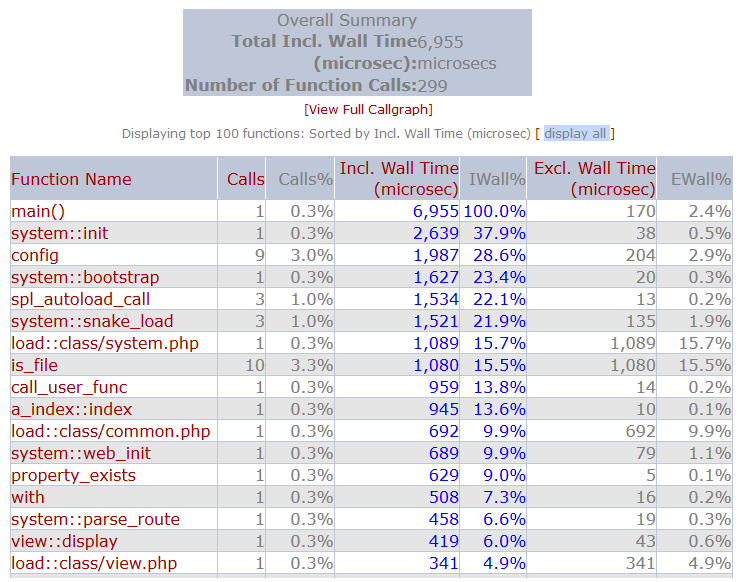 Overall Summary
Total Incl. Wall Time (microsec): 6,955 microsecs
Number of Function Calls: 299
[View Full Callgraph]
Displaying top 100 functions: Sorted by Incl. Wall Time (microsec) [ display all ]
Function Name Calls Calls% Incl. Wall Time (microsec) IWall% Excl. Wall Time (microsec) EWall%
main() 1 0.3% 6,955 100.0% 170 2.4%
system::init 1 0.3% 2,639 37.9% 38 0.5%
config 9 3.0% 1,987 28.6% 204 2.9%
system::bootstrap 1 0.3% 1,627 23.4% 20 0.3%
spl_autoload_call 3 1.0% 1,534 22.1% 13 0.2%
system::snake_load 3 1.0% 1,521 21.9% 135 1.9%
load::class/system.php 1 0.3% 1,089 15.7% 1,089 15.7%
is_file 10 3.3% 1,080 15.5% 1,080 15.5%
call_user_func 1 0.3% 959 13.8% 14 0.2%
a_index::index 1 0.3% 945 13.6% 10 0.1%
load::class/common.php 1 0.3% 692 9.9% 692 9.9%
system::web_init 1 0.3% 689 9.9% 79 1.1%
property_exists 1 0.3% 629 9.0% 5 0.1%
with 1 0.3% 508 7.3% 16 0.2%
system::parse_route 1 0.3% 458 6.6% 19 0.3%
view::display 1 0.3% 419 6.0% 43 0.6%
load::class/view.php 1 0.3% 341 4.9% 341 4.9%